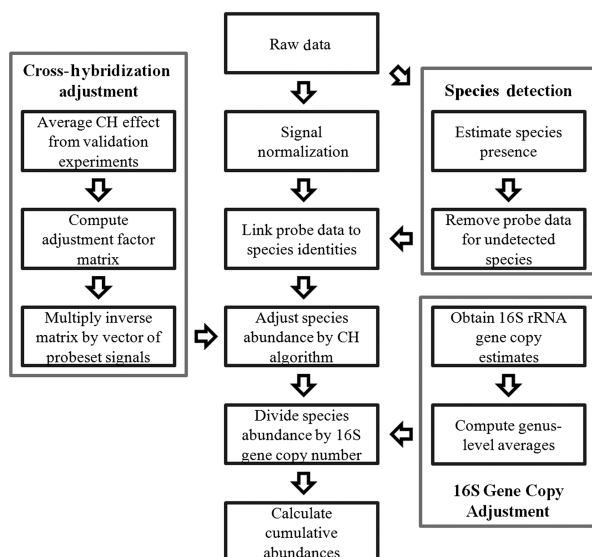 Raw data
Cross-hybridization
adjustment
Average CH effect
from validation
experiments
Compute
adjustment factor
matrix
Multiply inverse
matrix by vector of
probeset signals
Signal
normalization
Link probe data to
species identities
Adjust species
abundance by CH
algorithm
Divide species
abundance by 16S
gene copy number
Calculate
cumulative
abundances
Species detection
Estimate species
presence
Remove probe data
for undetected
species
Obtain 16S rRNA
gene copy
estimates
Compute genus-
level averages
16S Gene Copy
Adjustment